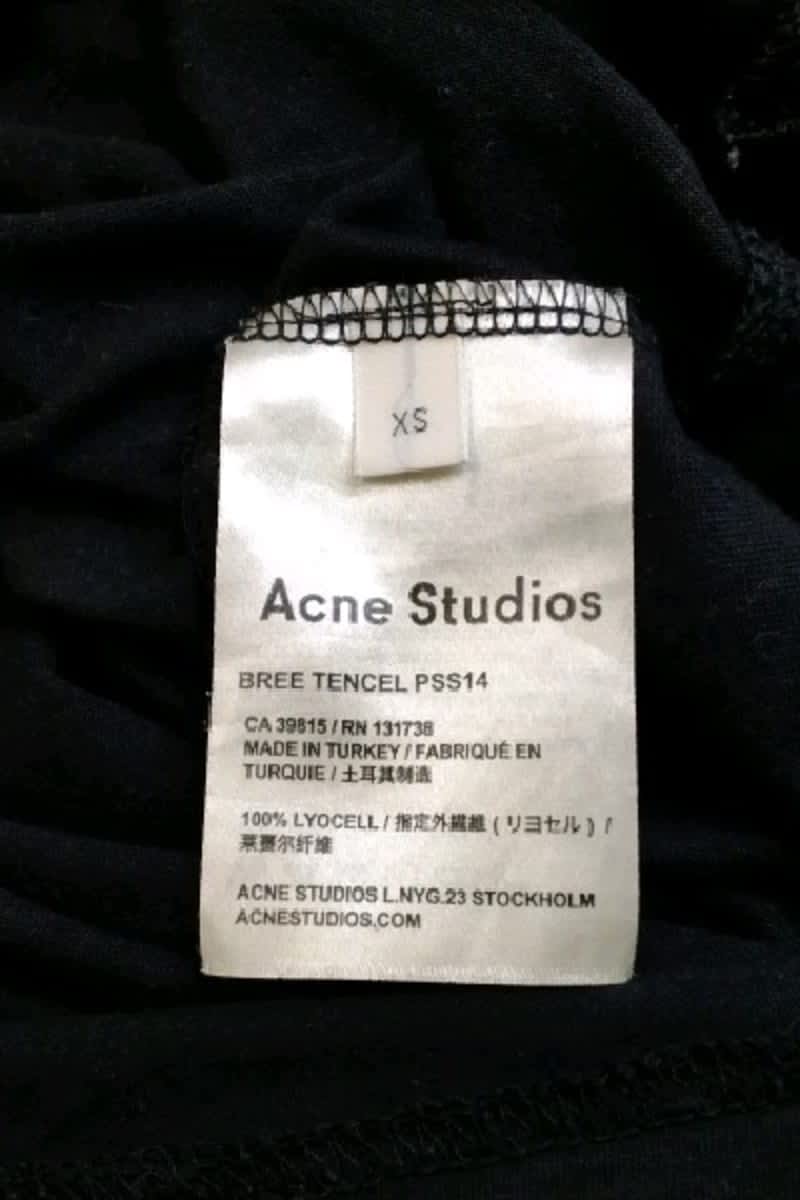 XS
Acne Studios
BREE TENCEL PSS14
CA 39815 / RN 131738
MADE IN TURKEY / FABRIQUÉ EN
TURQUIE / 土耳其制造
100% LYOCELL / 指定外繊維 ( リヨセル ) /
莱赛尔纤维
ACNE STUDIOS L.NYG.23 STOCKHOLM
ACNESTUDIOS.COM